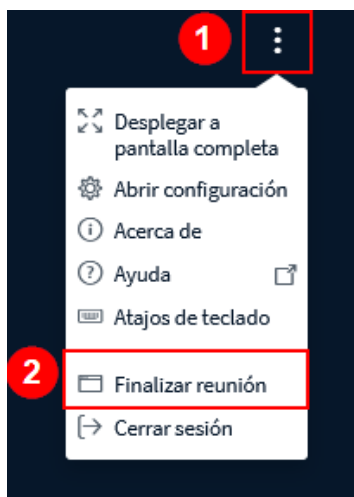 1
Desplegar a
pantalla completa
Abrir configuración
Acerca de
Ayuda
Atajos de teclado
2
Finalizar reunión
Cerrar sesión